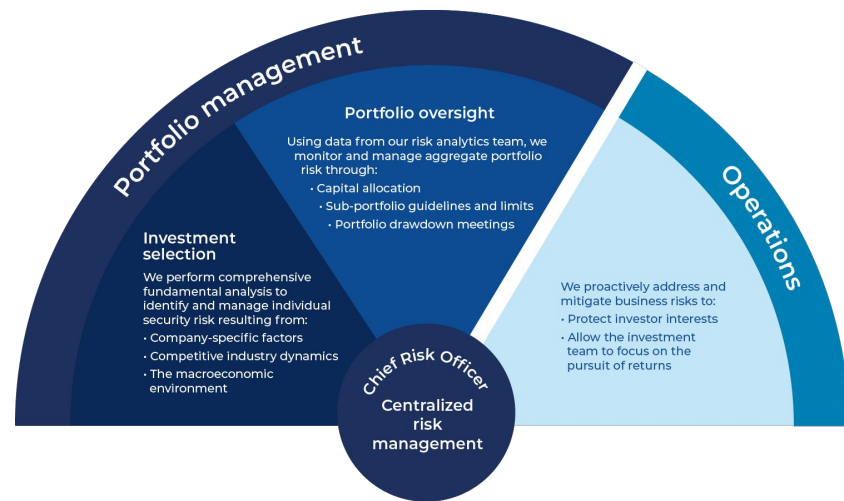 Portfolio management
Portfolio oversight
Using data from our risk analytics team, we
monitor and manage aggregate portfolio
risk through:
• Capital allocation
• Sub-portfolio guidelines and limits
• Portfolio drawdown meetings
Investment
selection
We perform comprehensive
fundamental analysis to
identify and manage individual
security risk resulting from:
• Company-specific factors
• Competitive industry dynamics
• The macroeconomic
environment
Operations
We proactively address and
mitigate business risks to:
• Protect investor interests
• Allow the investment
team to focus on the
pursuit of returns
Chief Risk Officer
Centralized
risk
management